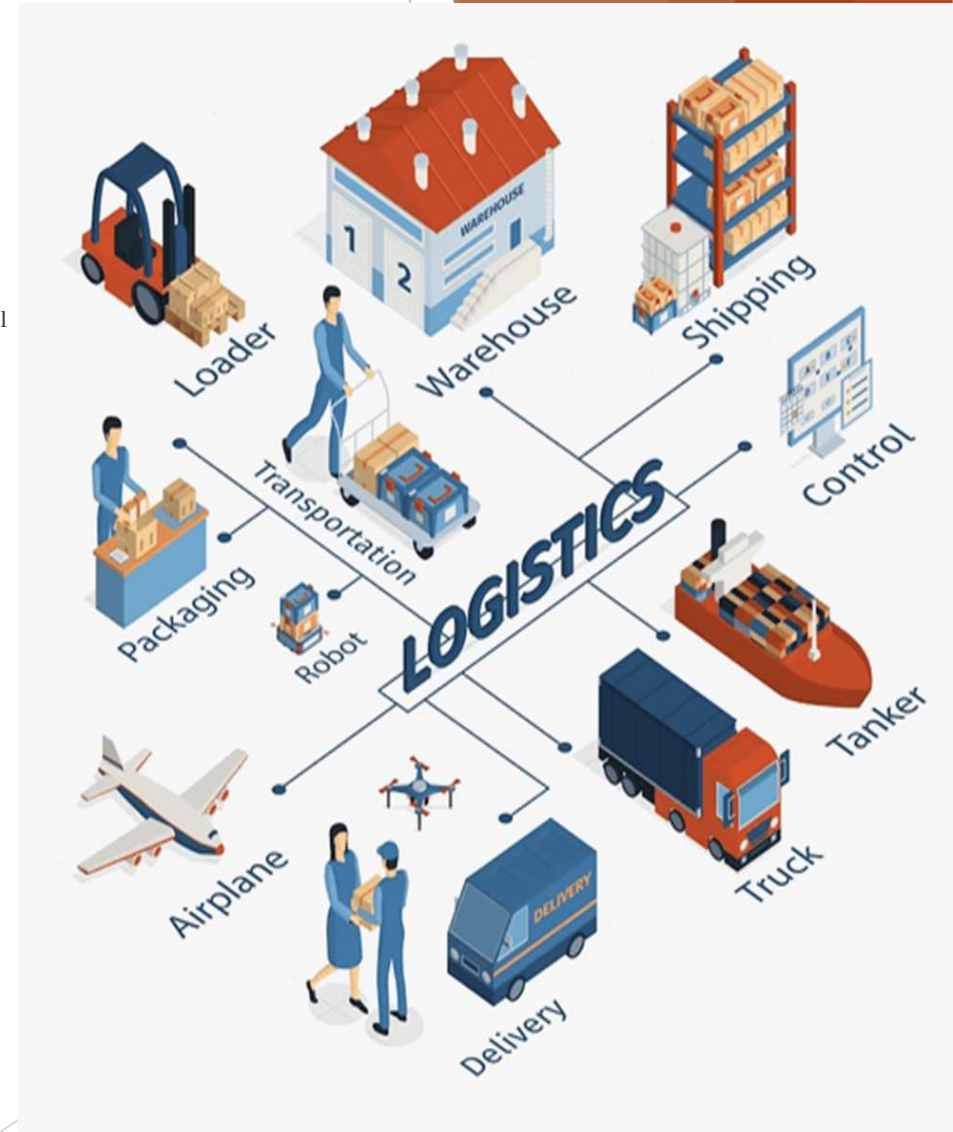 WAREHOUSE
1
2
l
Loader
Warehouse
Shipping
Control
Transportation
LOGISTICS
Packaging
Robot
Tanker
Truck
Airplane
DELIVERY
Delivery